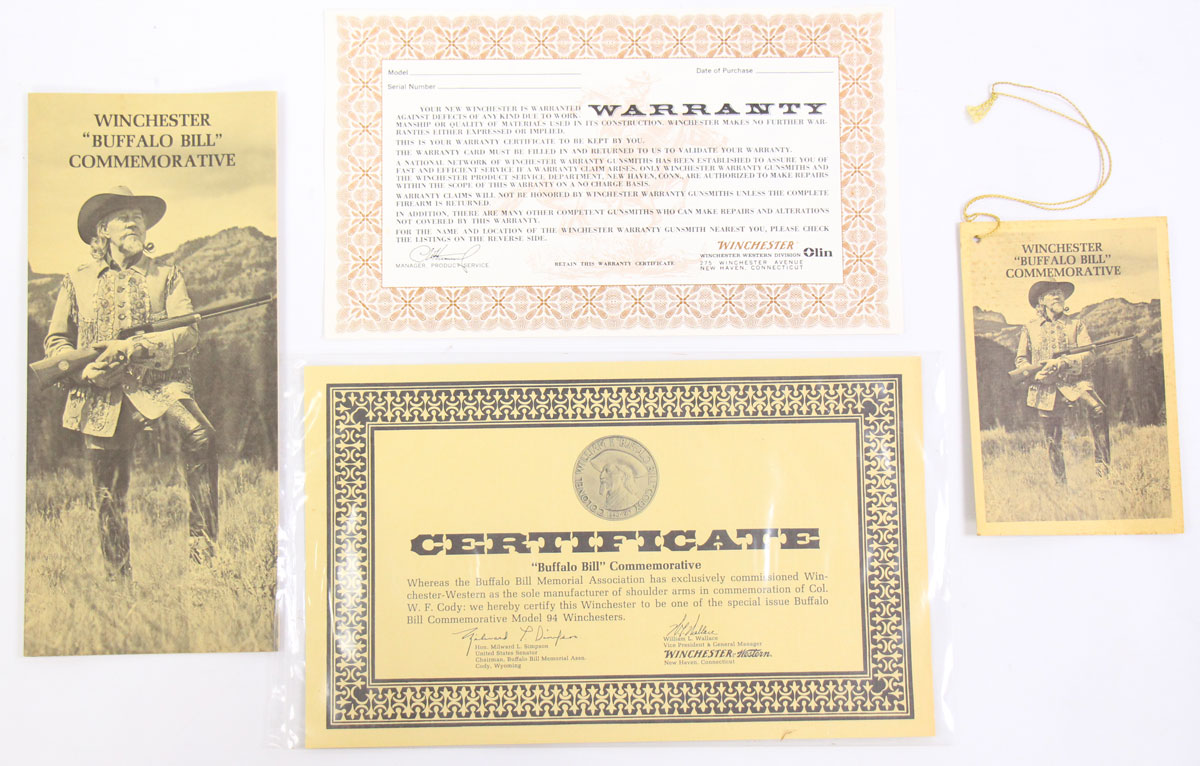 WINCHESTER
"BUFFALO BILL"
COMMEMORATIVE
Model
Date of Purchase
Serial Number
WARRANTY
YOUR NEW WINCHESTER IS WARRANTED
AGAINST DEFECTS OF ANY KIND DUE TO WORK-
MANSHIP OR QUALITY OF MATERIALS USED IN ITS CONSTRUCTION. WINCHESTER MAKES NO FURTHER WAR-
RANTIES EITHER EXPRESSED OR IMPLIED.
THIS IS YOUR WARRANTY CERTIFICATE TO BE KEPT BY YOU.
THE WARRANTY CARD MUST BE FILLED IN AND RETURNED TO US TO VALIDATE YOUR WARRANTY.
A NATIONAL NETWORK OF WINCHESTER WARRANTY GUNSMITHS HAS BEEN ESTABLISHED TO ASSURE YOU OF
FAST AND EFFICIENT SERVICE IF A WARRANTY CLAIM ARISES. ONLY WINCHESTER WARRANTY GUNSMITHS AND
THE WINCHESTER PRODUCT SERVICE DEPARTMENT, NEW HAVEN, CONN., ARE AUTHORIZED TO MAKE REPAIRS
WITHIN THE SCOPE OF THIS WARRANTY ON A NO CHARGE BASIS.
WARRANTY CLAIMS WILL NOT BE HONORED BY WINCHESTER WARRANTY GUNSMITHS UNLESS THE COMPLETE
FIREARM IS RETURNED.
IN ADDITION, THERE ARE MANY OTHER COMPETENT GUNSMITHS WHO CAN MAKE REPAIRS AND ALTERATIONS
NOT COVERED BY THIS WARRANTY.
FOR THE NAME AND LOCATION OF THE WINCHESTER WARRANTY GUNSMITH NEAREST YOU, PLEASE CHECK
THE LISTINGS ON THE REVERSE SIDE.
MANAGER PRODUCT SERVICE
RETAIN THIS WARRANTY CERTIFICATE
WINCHESTER
WINCHESTER WESTERN DIVISION Olin
275 WINCHESTER AVENUE
NEW HAVEN, CONNECTICUT
COLONEL WILLIAM F. BUFFALO BILL CODY
CERTIFICATE
"Buffalo Bill" Commemorative
Whereas the Buffalo Bill Memorial Association has exclusively commissioned Win-
chester-Western as the sole manufacturer of shoulder arms in commemoration of Col.
W. F. Cody: we hereby certify this Winchester to be one of the special issue Buffalo
Bill Commemorative Model 94 Winchesters.
Milward L Simpson
Hon. Milward L. Simpson
United States Senator
Chairman, Buffalo Bill Memorial Assn.
Cody, Wyoming
W L Wallace
William L. Wallace
Vice President & General Manager
WINCHESTER-Western.
New Haven, Connecticut
WINCHESTER
"BUFFALO BILL"
COMMEMORATIVE